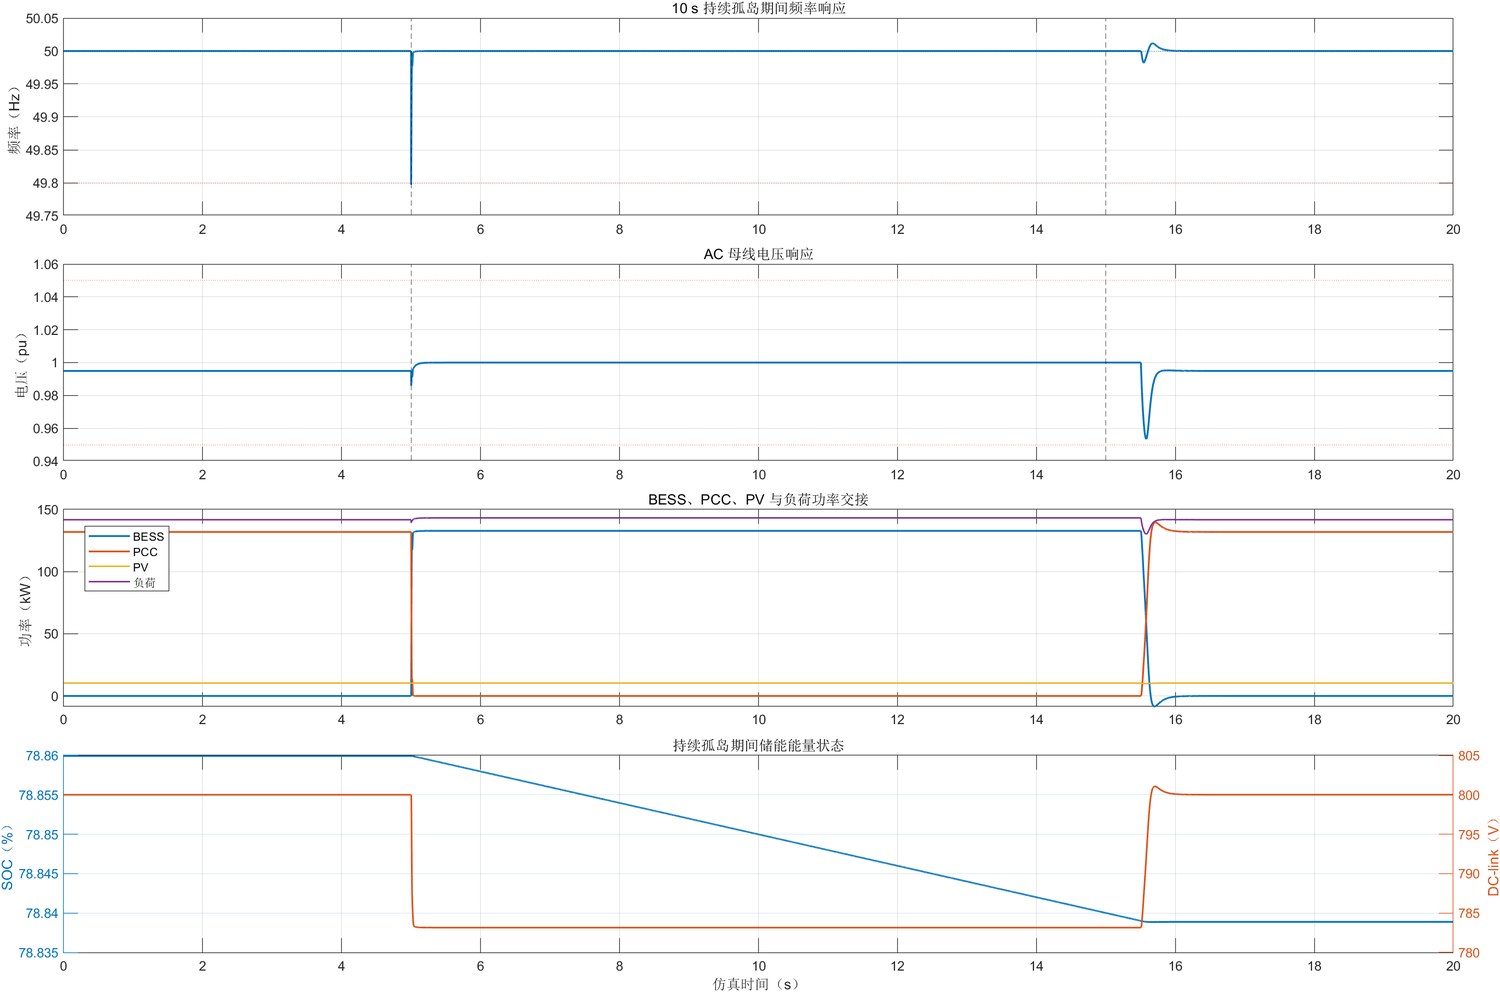 10 s 持续孤岛期间频率响应
频率（Hz）
50.05
50
49.95
49.9
49.85
49.8
49.75
0 2 4 6 8 10 12 14 16 18 20
AC 母线电压响应
电压（pu）
1.06
1.04
1.02
1
0.98
0.96
0.94
0 2 4 6 8 10 12 14 16 18 20
BESS、PCC、PV 与负荷功率交接
功率（kW）
150
100
50
0
BESS
PCC
PV
负荷
0 2 4 6 8 10 12 14 16 18 20
持续孤岛期间储能能量状态
SOC（%）
78.86
78.855
78.85
78.845
78.84
78.835
805
800
795
790
785
780
DC-link（V）
0 2 4 6 8 10 12 14 16 18 20
仿真时间（s）